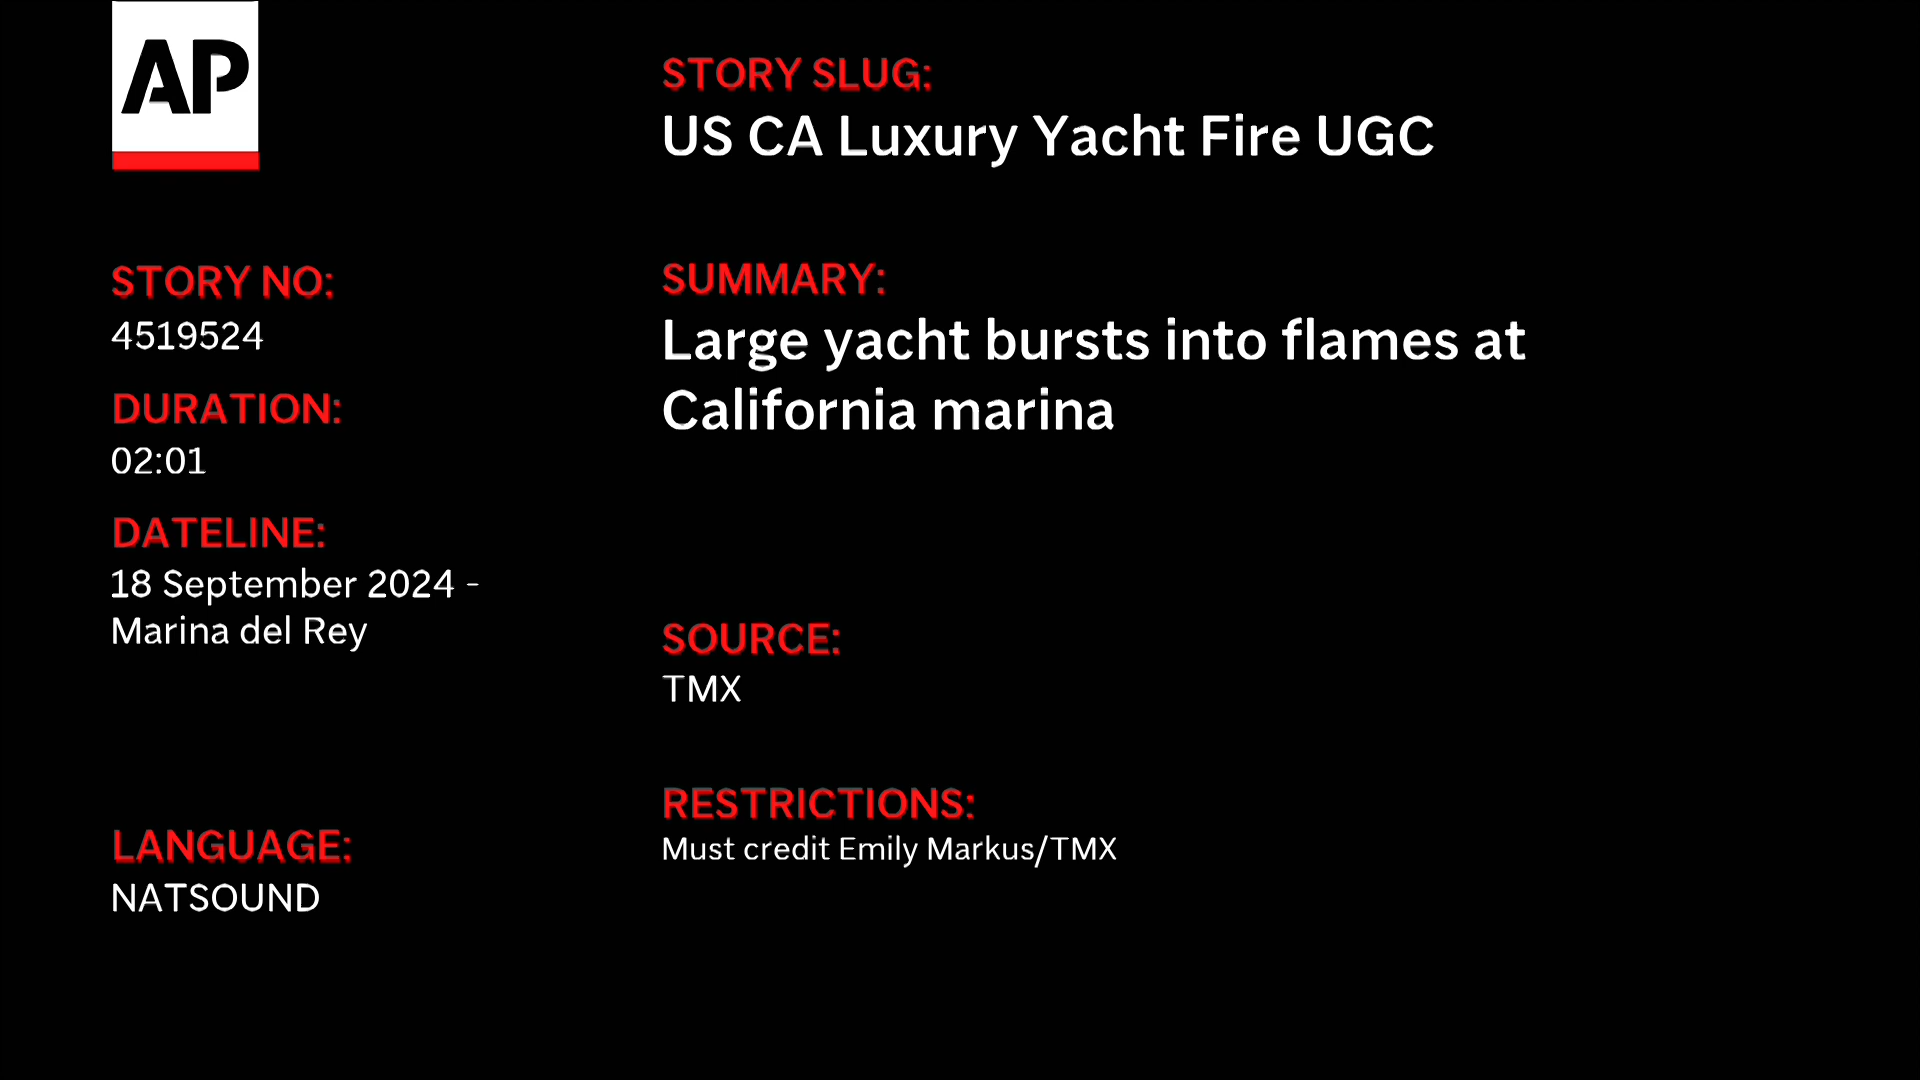 AP
STORY NO:
4519524
DURATION:
02:01
DATELINE:
18 September 2024 -
Marina del Rey
LANGUAGE:
NATSOUND
STORY SLUG:
US CA Luxury Yacht Fire UGC
SUMMARY:
Large yacht bursts into flames at
California marina
SOURCE:
TMX
RESTRICTIONS:
Must credit Emily Markus/TMX